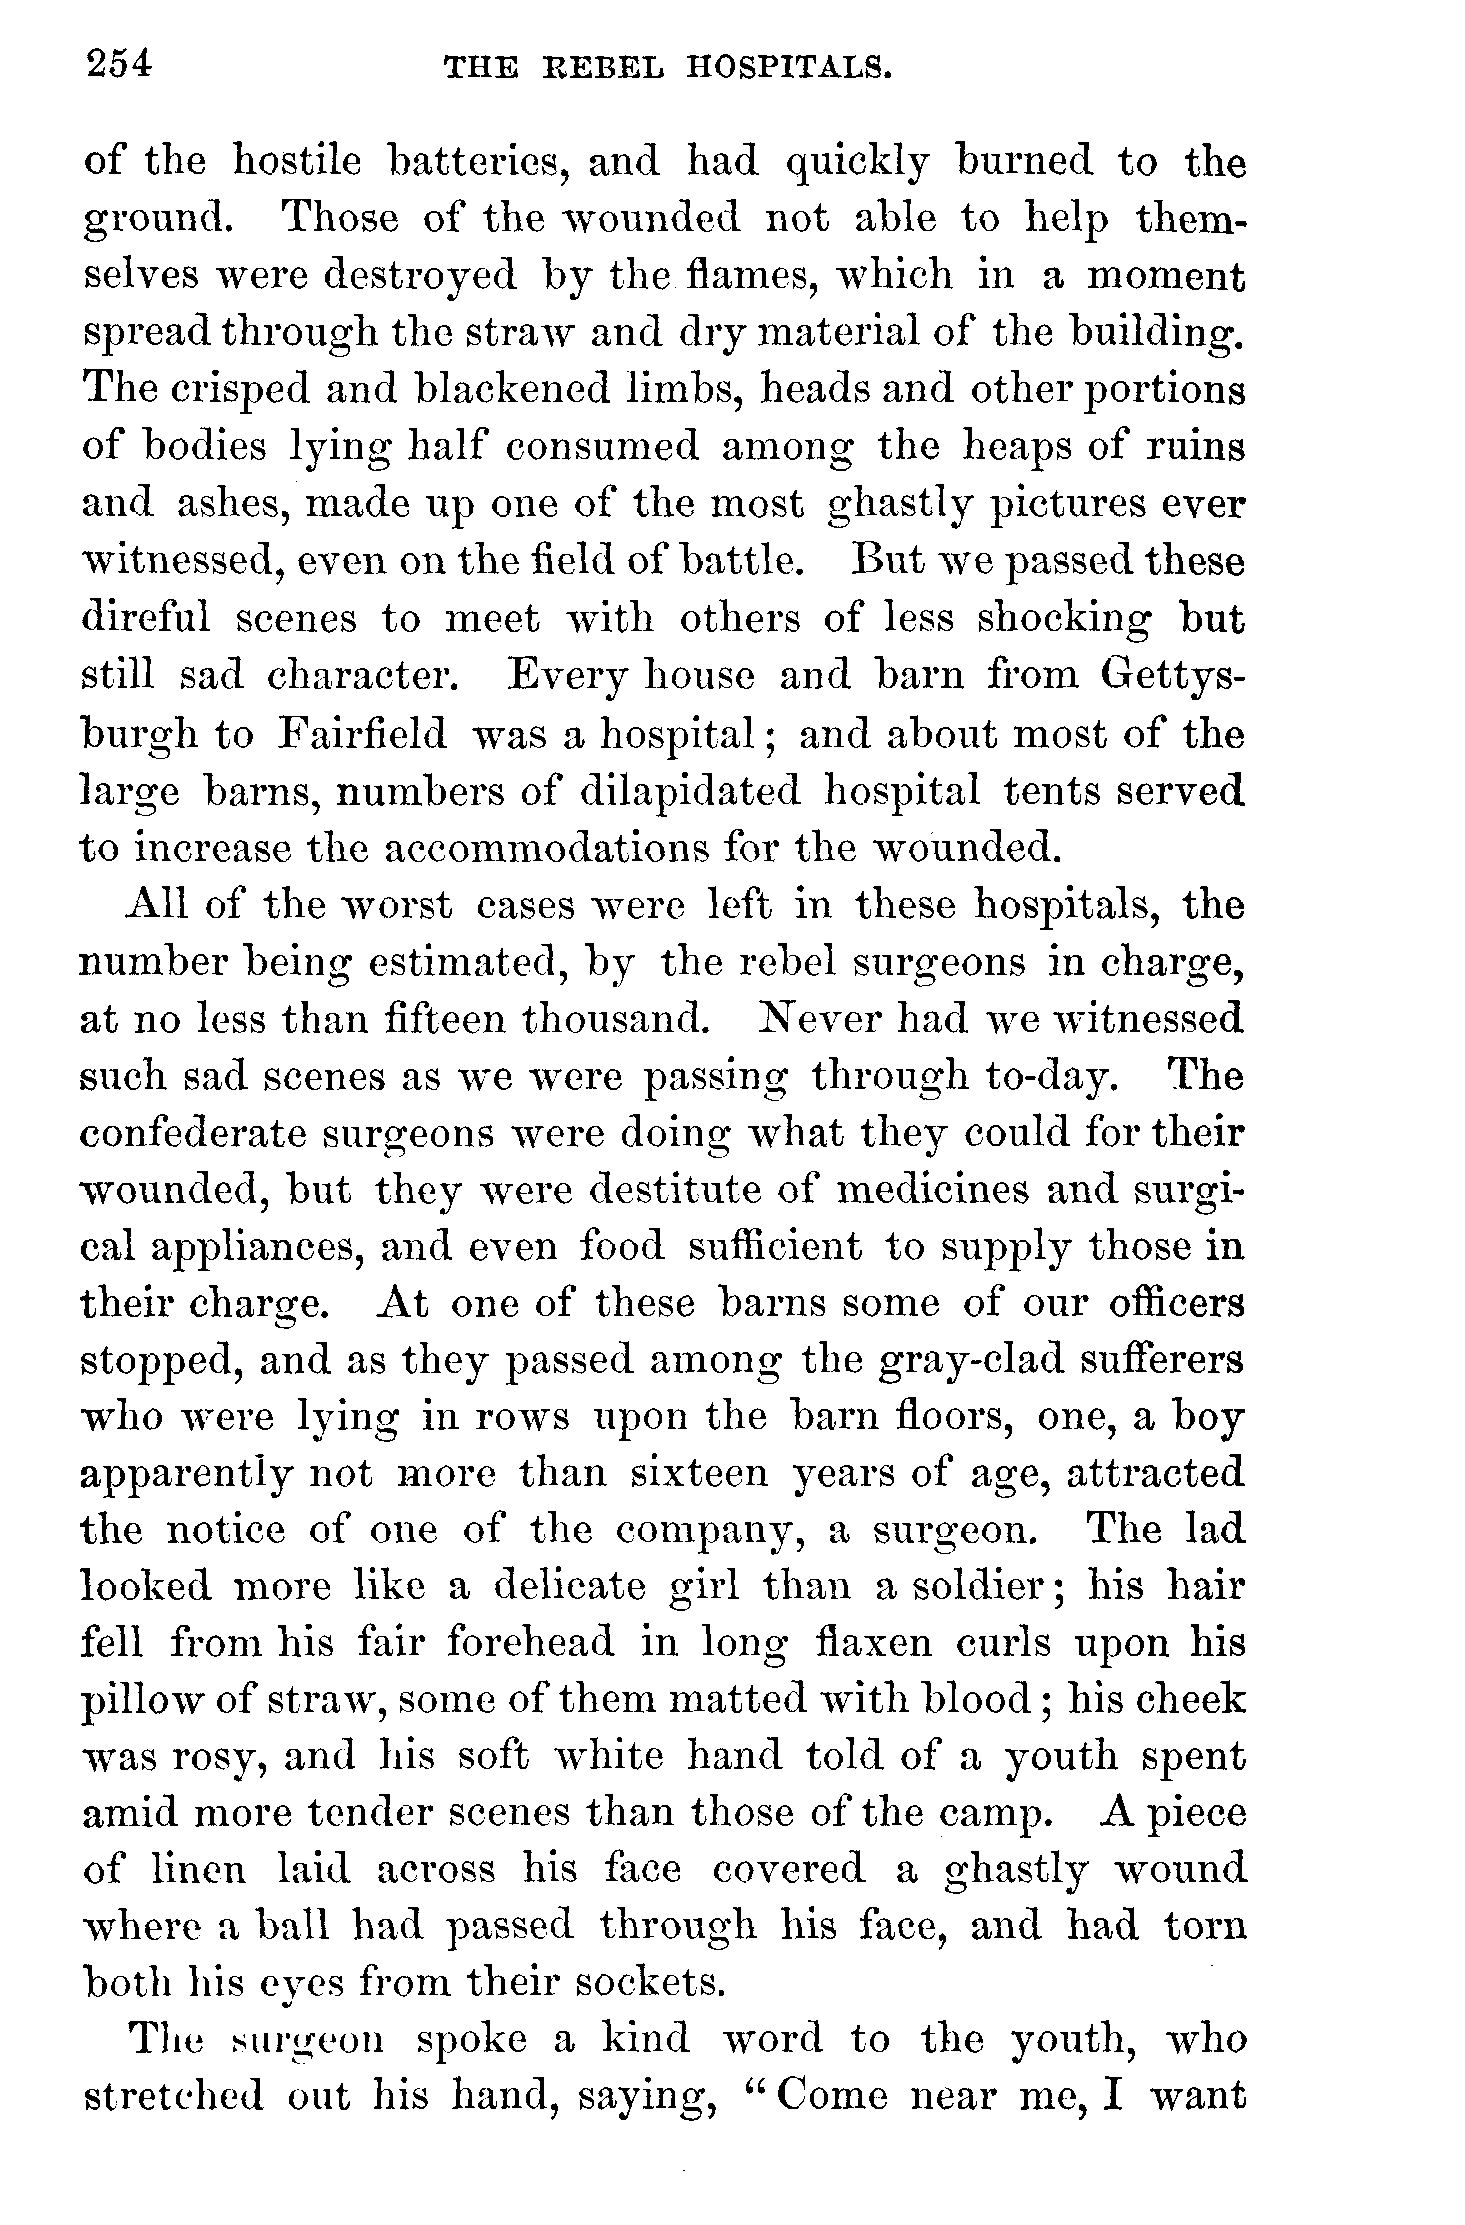 254 THE REBEL HOSPITALS.
of the hostile batteries, and had quickly burned to the
ground. Those of the wounded not able to help them-
selves were destroyed by the flames, which in a moment
spread through the straw and dry material of the building.
The crisped and blackened limbs, heads and other portions
of bodies lying half consumed among the heaps of ruins
and ashes, made up one of the most ghastly pictures ever
witnessed, even on the field of battle. But we passed these
direful scenes to meet with others of less shocking but
still sad character. Every house and barn from Gettys-
burgh to Fairfield was a hospital; and about most of the
large barns, numbers of dilapidated hospital tents served
to increase the accommodations for the wounded.
All of the worst cases were left in these hospitals, the
number being estimated, by the rebel surgeons in charge,
at no less than fifteen thousand. Never had we witnessed
such sad scenes as we were passing through to-day. The
confederate surgeons were doing what they could for their
wounded, but they were destitute of medicines and surgi-
cal appliances, and even food sufficient to supply those in
their charge. At one of these barns some of our officers
stopped, and as they passed among the gray-clad sufferers
who were lying in rows upon the barn floors, one, a boy
apparently not more than sixteen years of age, attracted
the notice of one of the company, a surgeon. The lad
looked more like a delicate girl than a soldier; his hair
fell from his fair forehead in long flaxen curls upon his
pillow of straw, some of them matted with blood; his cheek
was rosy, and his soft white hand told of a youth spent
amid more tender scenes than those of the camp. A piece
of linen laid across his face covered a ghastly wound
where a ball had passed through his face, and had torn
both his eyes from their sockets.
The surgeon spoke a kind word to the youth, who
stretched out his hand, saying, "Come near me, I want